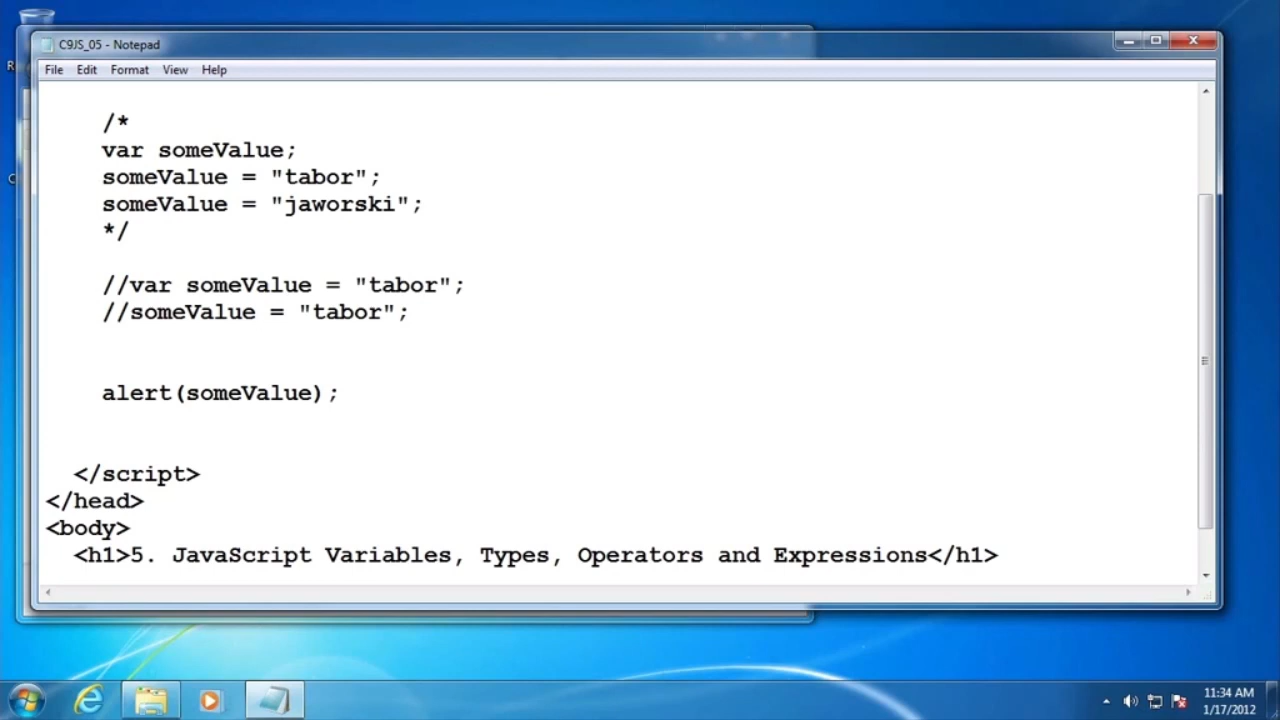 C9JS_05 - Notepad
File Edit Format View Help
/*
var someValue;
someValue = "tabor";
someValue = "jaworski";
*/
//var someValue = "tabor";
//someValue = "tabor";
alert(someValue);
</script>
</head>
<body>
<h1>5. JavaScript Variables, Types, Operators and Expressions</h1>
11:34 AM
1/17/2012